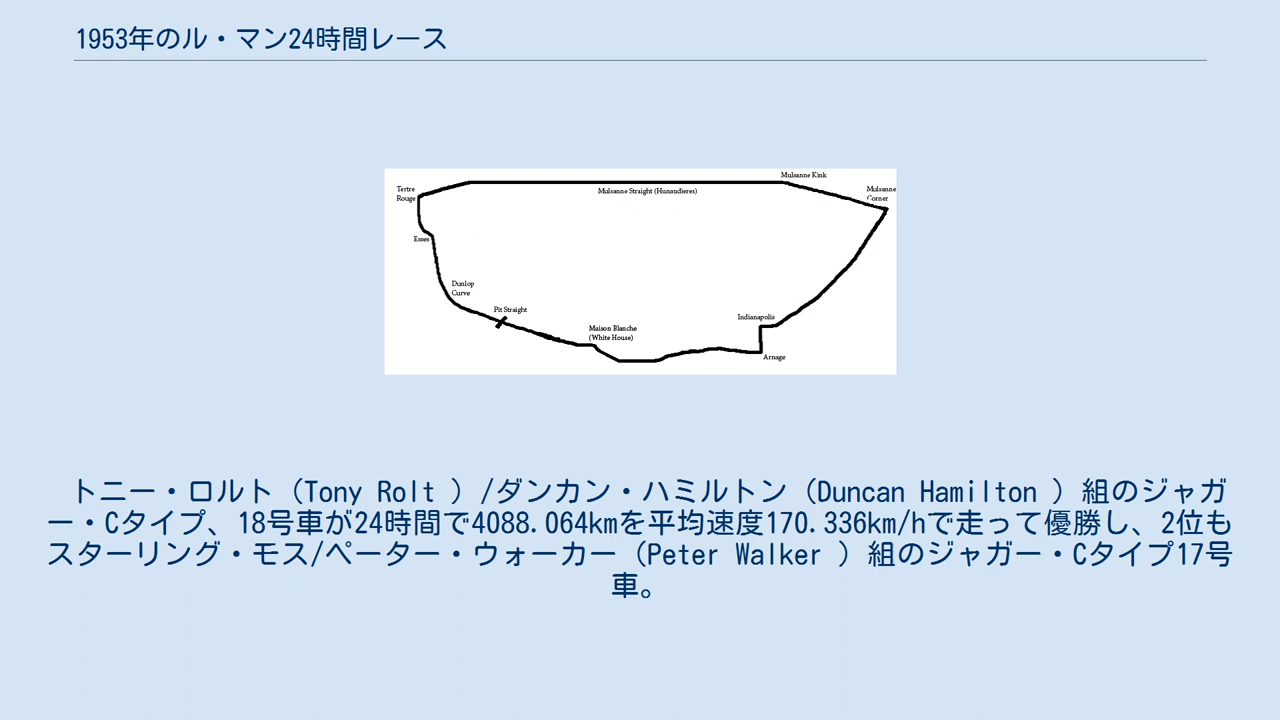 1953年のル・マン24時間レース
Mulsanne Kink
Tertre
Rouge
Mulsanne Straight (Hunaudieres)
Mulsanne
Corner
Esses
Dunlop
Curve
Pit Straight
Indianapolis
Maison Blanche
(White House)
Arnage
トニー・ロルト（Tony Rolt ）/ダンカン・ハミルトン（Duncan Hamilton ）組のジャガ
ー・Cタイプ、18号車が24時間で4088.064kmを平均速度170.336km/hで走って優勝し、2位も
スターリング・モス/ペーター・ウォーカー（Peter Walker ）組のジャガー・Cタイプ17号
車。